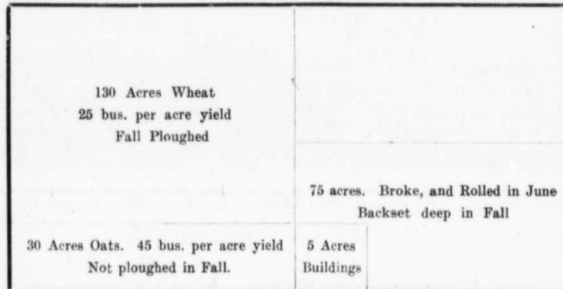 130 Acres Wheat
25 bus. per acre yield
Fall Ploughed
75 acres. Broke, and Rolled in June
Backset deep in Fall
30 Acres Oats. 45 bus. per acre yield
Not ploughed in Fall.
5 Acres
Buildings